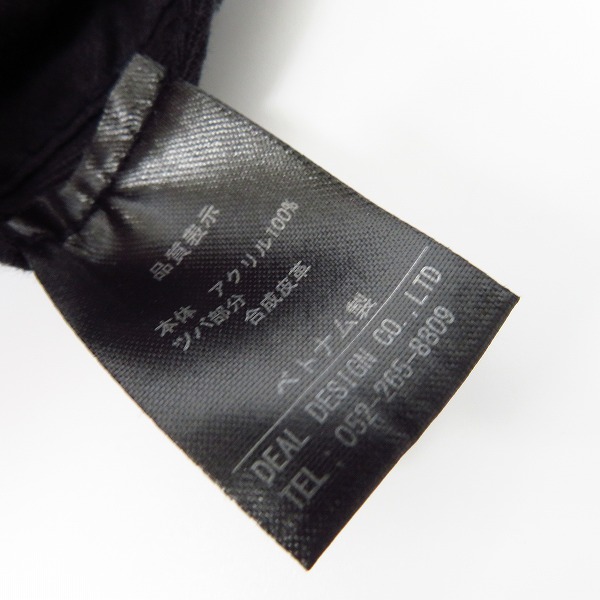 品質表示
本体 アクリル100%
ツバ部分 合成皮革
ベトナム製
DEAL DESIGN CO.,LTD
TEL. 052-265-8809